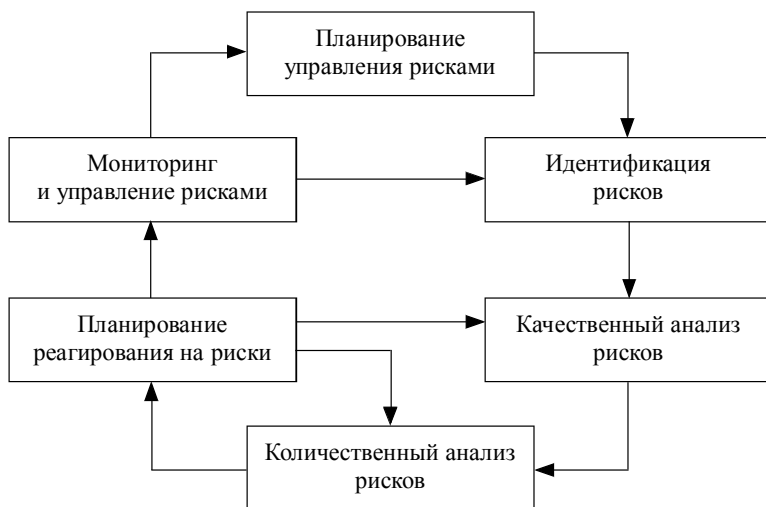 Планирование
управления рисками
Мониторинг
и управление рисками
Идентификация
рисков
Планирование
реагирования на риски
Качественный анализ
рисков
Количественный анализ
рисков